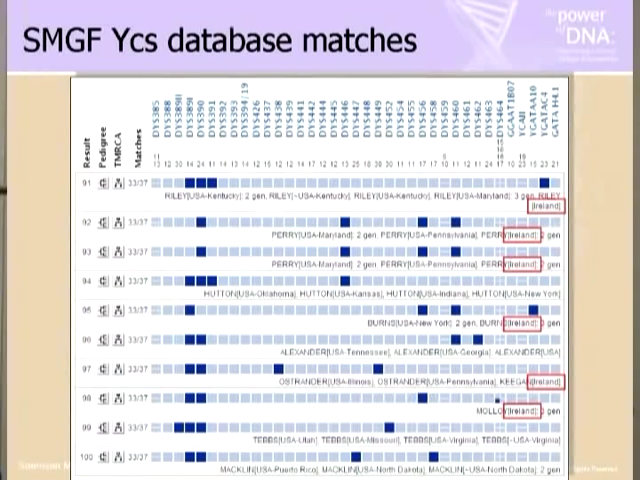 SMGF Ycs database matches
the power
of DNA:
Result Pedigree TMRCA Matches DYS385 DYS388 DYS389II DYS389I DYS390 DYS391 DYS392 DYS393 DYS394/19 DYS426 DYS437 DYS438 DYS439 DYS441 DYS442 DYS444 DYS445 DYS446 DYS447 DYS448 DYS449 DYS452 DYS454 DYS455 DYS456 DYS458 DYS459 DYS460 DYS461 DYS462 DYS463 DYS464 GGAAT1B07 YCAII YGATAA10 YGATAC4 GATA H4.1
91 33/37
RILEY[USA-Kentucky]: 2 gen, RILEY[~USA-Kentucky], RILEY[USA-Kentucky], RILEY[USA-Maryland]: 3 gen, RILEY
[Ireland]
92 33/37
PERRY[USA-Maryland]: 2 gen, PERRY[USA-Pennsylvania], PERRY[Ireland]: 2 gen
93 33/37
PERRY[USA-Maryland]: 2 gen, PERRY[USA-Pennsylvania], PERRY[Ireland]: 2 gen
94 33/37
HUTTON[USA-Oklahoma], HUTTON[USA-Kansas], HUTTON[USA-Indiana], HUTTON[USA-New York]
95 33/37
BURNS[USA-New York]: 2 gen, BURNS[Ireland]: gen
96 33/37
ALEXANDER[USA-Tennessee], ALEXANDER[USA-Georgia], ALEXANDER[USA]
97 33/37
OSTRANDER[USA-Illinois], OSTRANDER[USA-Pennsylvania], KEEGAN[Ireland]
98 33/37
MOLLOY[Ireland]: gen
99 33/37
TEBBS[USA-Utah], TEBBS[USA-Missouri], TEBBS[USA-Virginia], TEBBS[~USA-Virginia]
100 33/37
MACKLIN[USA-Puerto Rico], MACKLIN[USA-North Dakota], MACKLIN[~USA-North Dakota]: 2 gen
Sorenson M